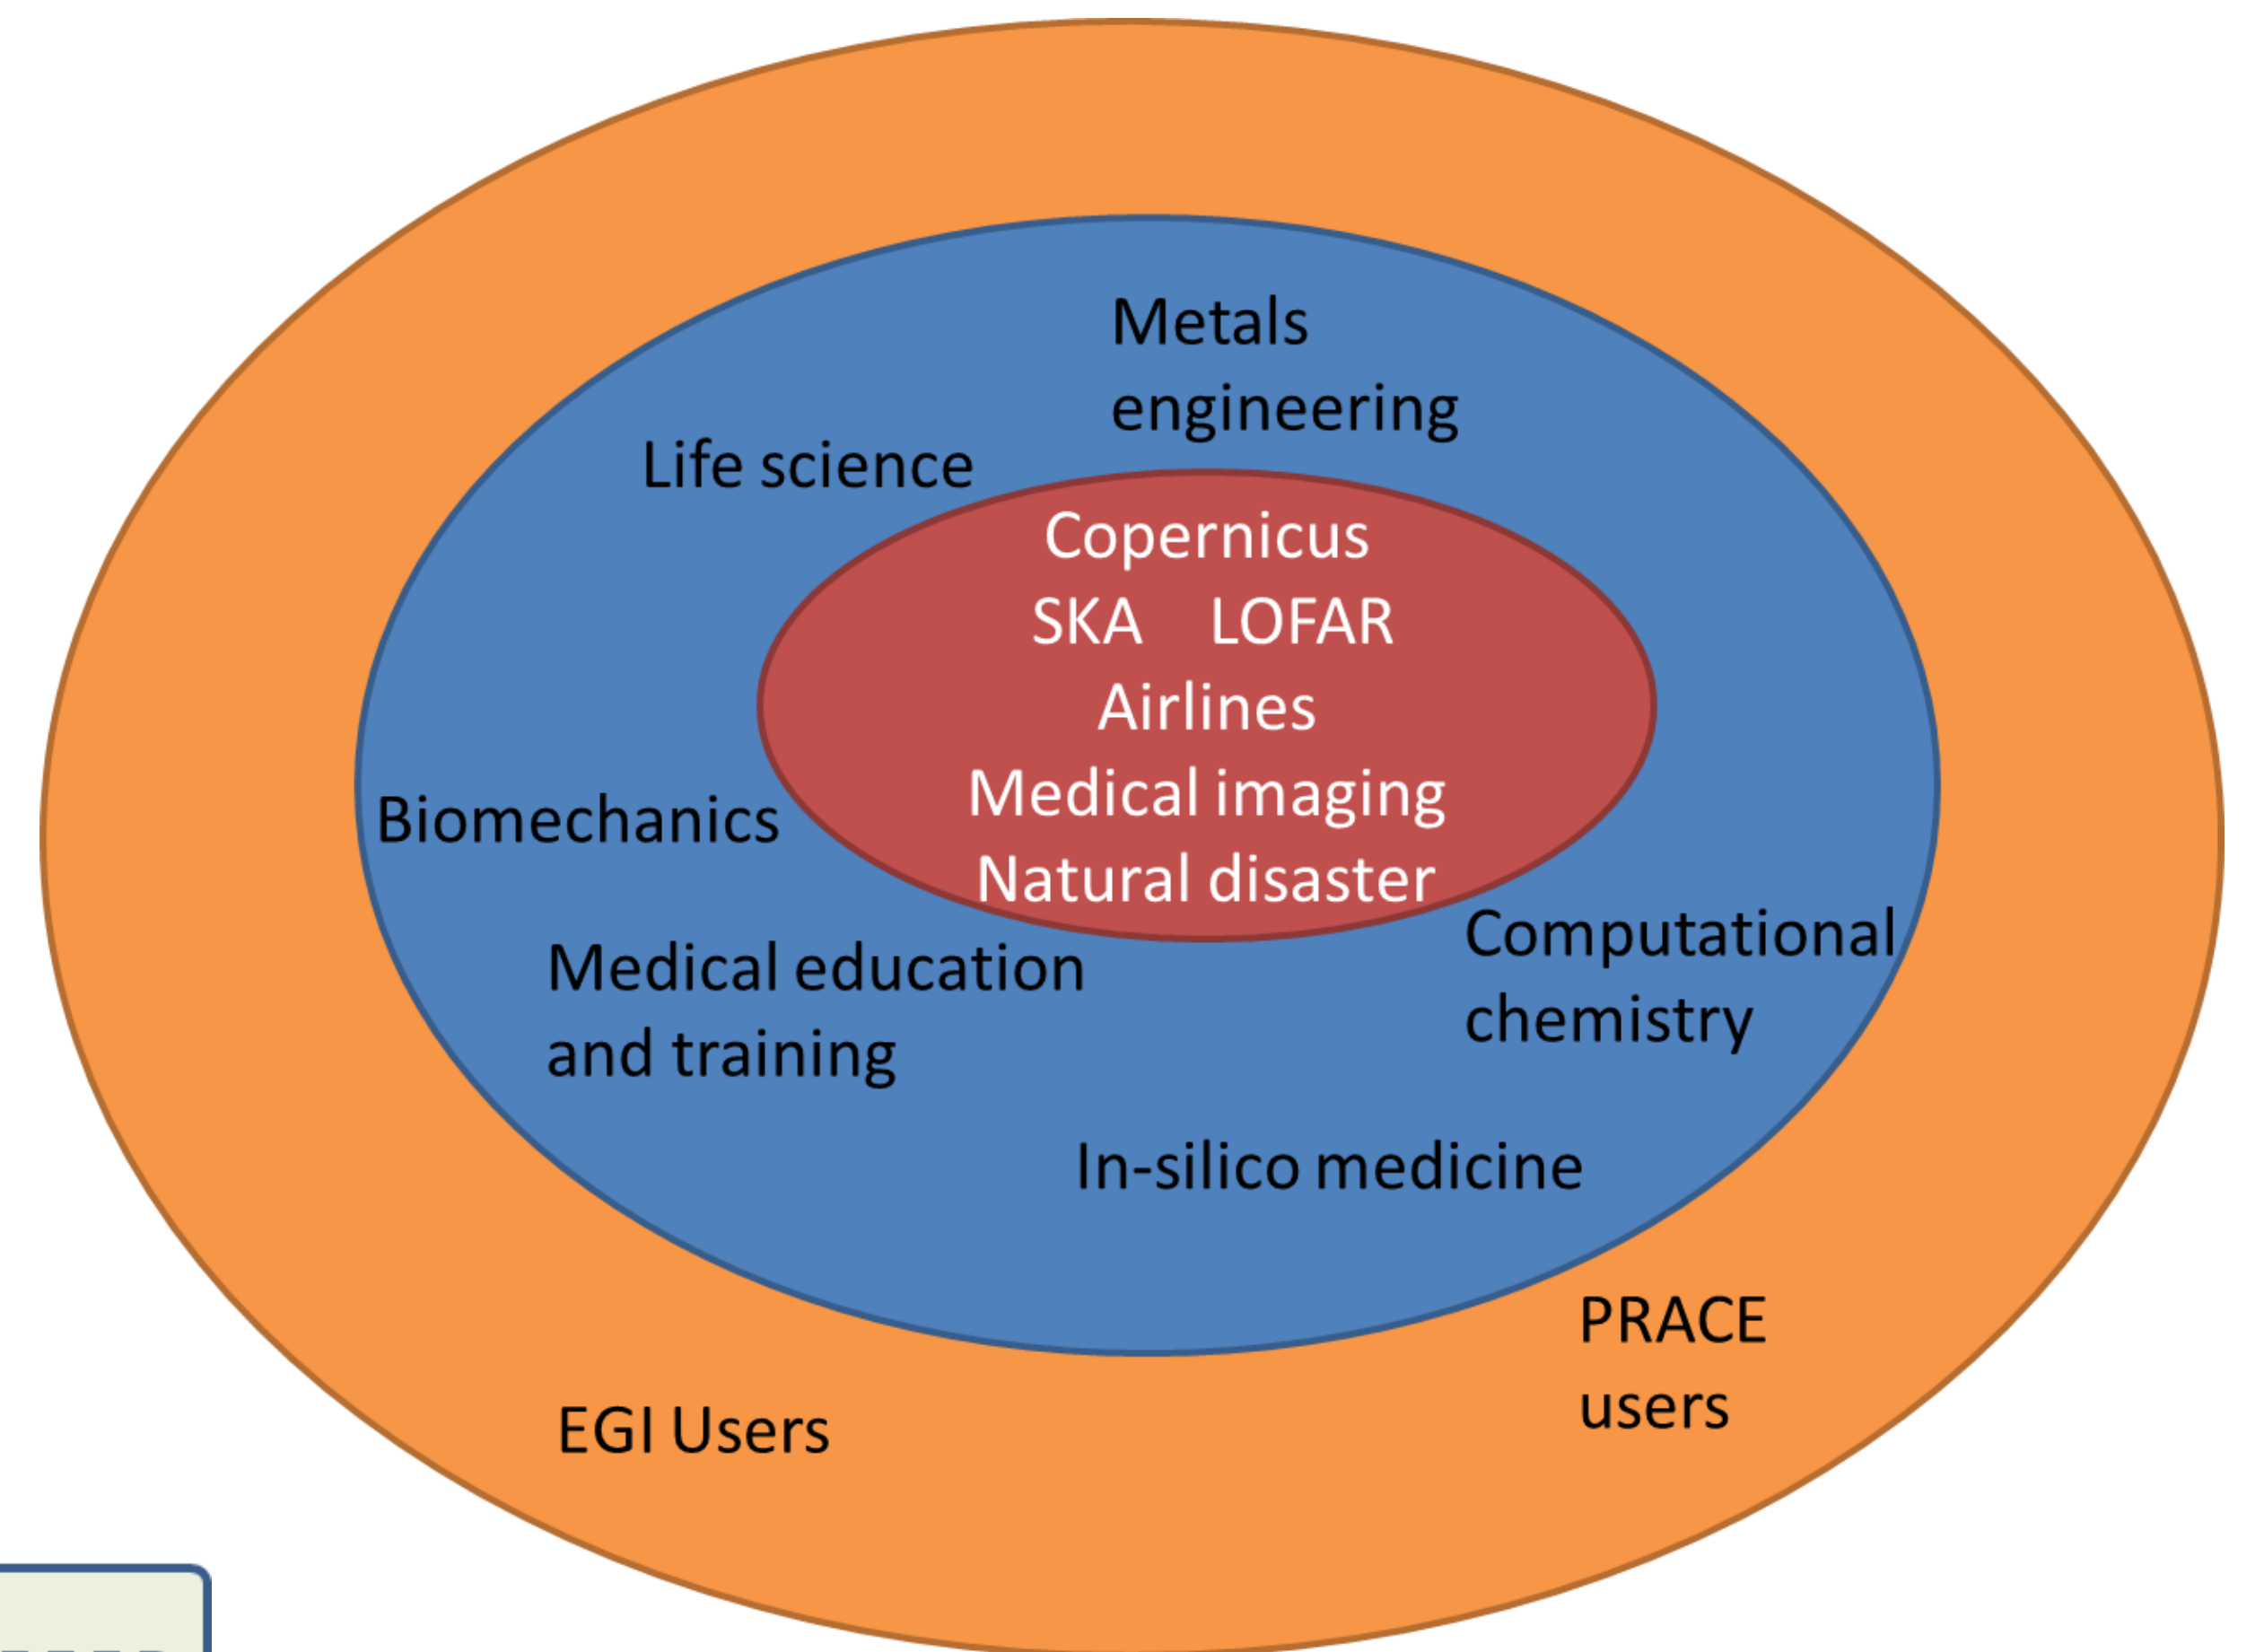 Metals
engineering
Life science
Copernicus
SKA LOFAR
Airlines
Medical imaging
Natural disaster
Biomechanics
Computational
chemistry
Medical education
and training
In-silico medicine
PRACE
users
EGI Users